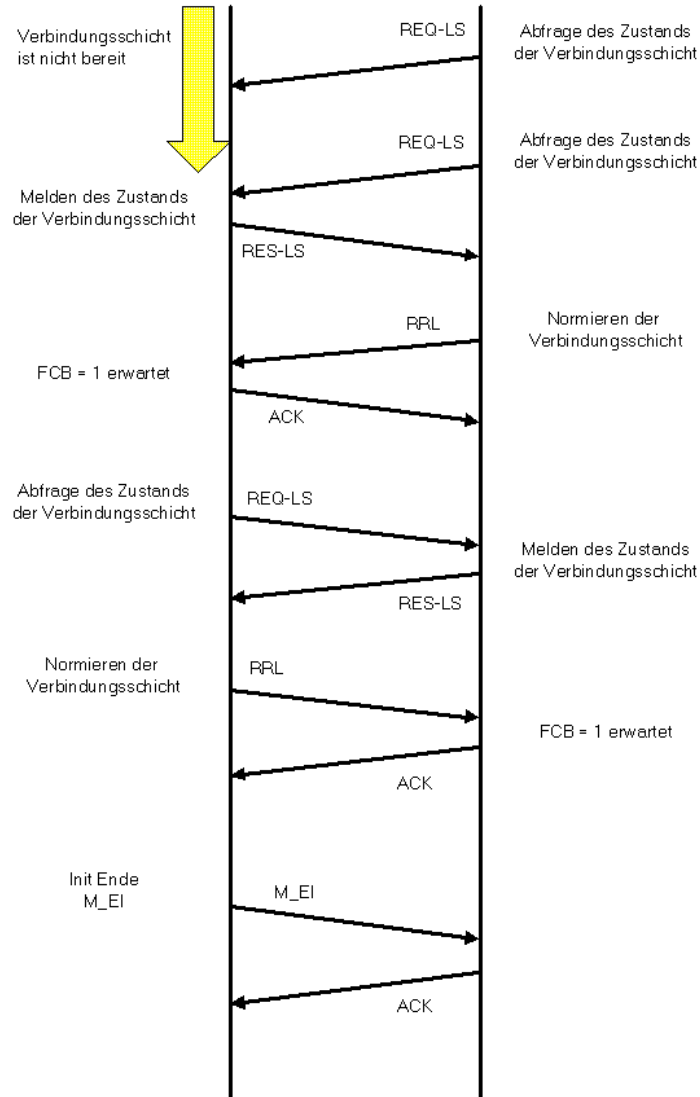 Verbindungsschicht
ist nicht bereit
REQ-LS
Abfrage des Zustands
der Verbindungsschicht
REQ-LS
Abfrage des Zustands
der Verbindungsschicht
Melden des Zustands
der Verbindungsschicht
RES-LS
RRL
Normieren der
Verbindungsschicht
FCB = 1 erwartet
ACK
Abfrage des Zustands
der Verbindungsschicht
REQ-LS
Melden des Zustands
der Verbindungsschicht
RES-LS
Normieren der
Verbindungsschicht
RRL
FCB = 1 erwartet
ACK
Init Ende
M_EI
M_EI
ACK